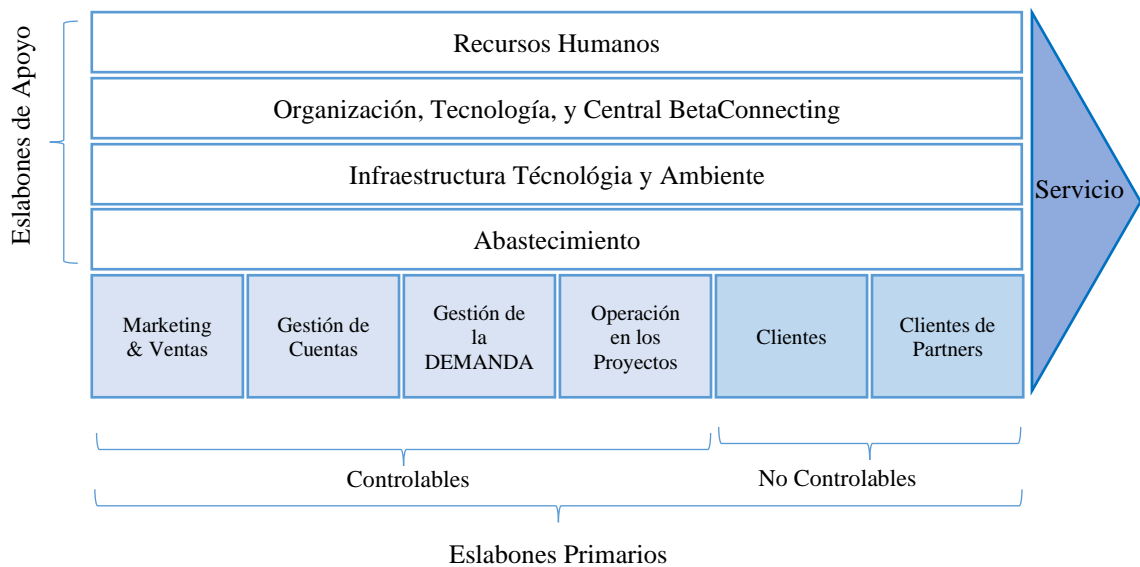 Eslabones de Apoyo
Recursos Humanos
Organización, Tecnología, y Central BetaConnecting
Infraestructura Técnológia y Ambiente
Abastecimiento
Servicio
Marketing
& Ventas
Gestión de
Cuentas
Gestión de
la
DEMANDA
Operación
en los
Proyectos
Clientes
Clientes de
Partners
Controlables
No Controlables
Eslabones Primarios